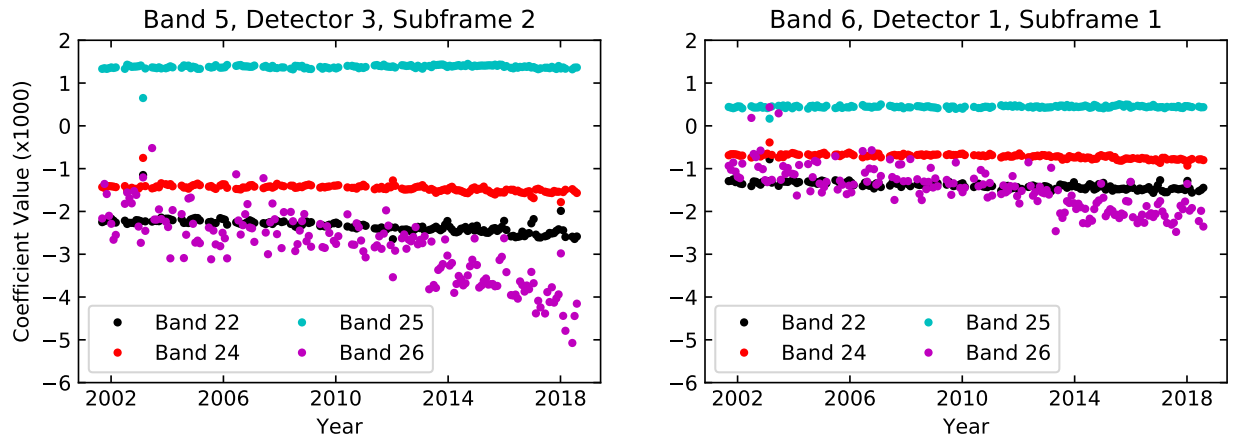 Band 5, Detector 3, Subframe 2
2
1
0
−1
−2
−3
−4
−5
−6
Coefficient Value (x1000)
Band 22
Band 25
Band 24
Band 26
2002 2006 2010 2014 2018
Year
Band 6, Detector 1, Subframe 1
2
1
0
−1
−2
−3
−4
−5
−6
Band 22
Band 25
Band 24
Band 26
2002 2006 2010 2014 2018
Year